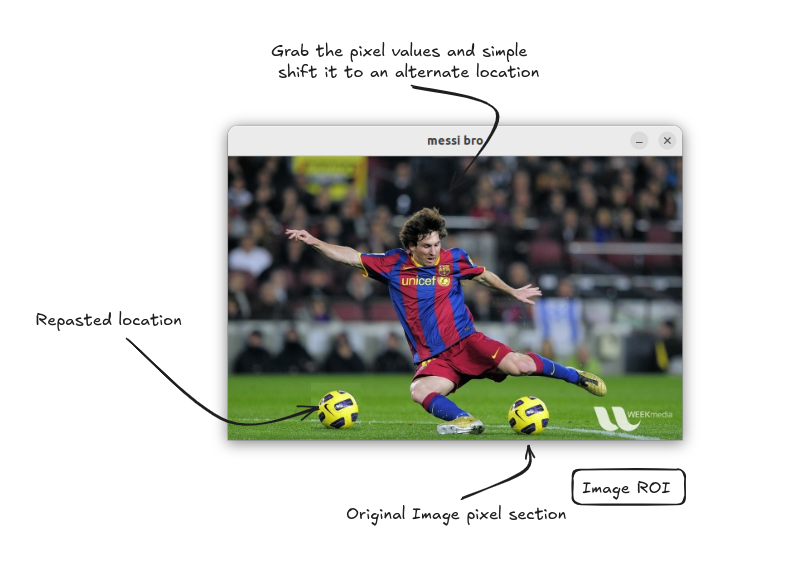 Grab the pixel values and simple
shift it to an alternate location
messi bro
unicef
Repasted location
WEEKmedia
Image ROI
Original Image pixel section